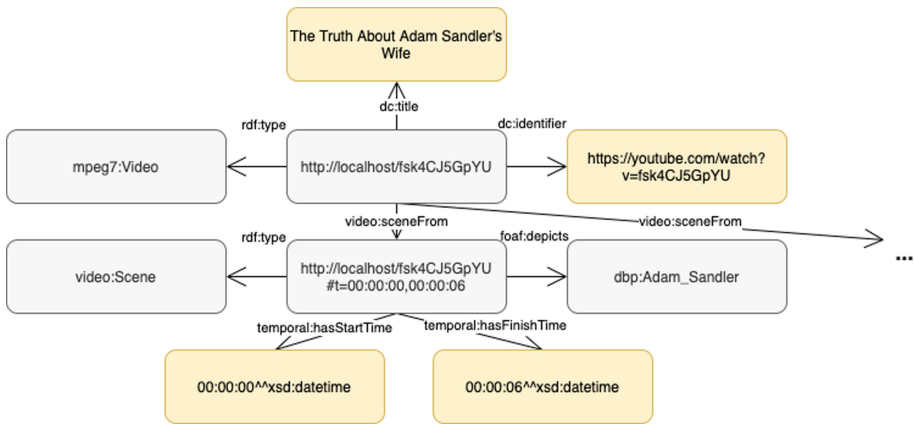 The Truth About Adam Sandler's
Wife
dc:title
rdf:type
dc:identifier
mpeg7:Video
http://localhost/fsk4CJ5GpYU
https://youtube.com/watch?
v=fsk4CJ5GpYU
video:sceneFrom
video:sceneFrom
rdf:type
foaf:depicts
...
video:Scene
http://localhost/fsk4CJ5GpYU
#t=00:00:00,00:00:06
dbp:Adam_Sandler
temporal:hasStartTime
temporal:hasFinishTime
00:00:00^^xsd:datetime
00:00:06^^xsd:datetime